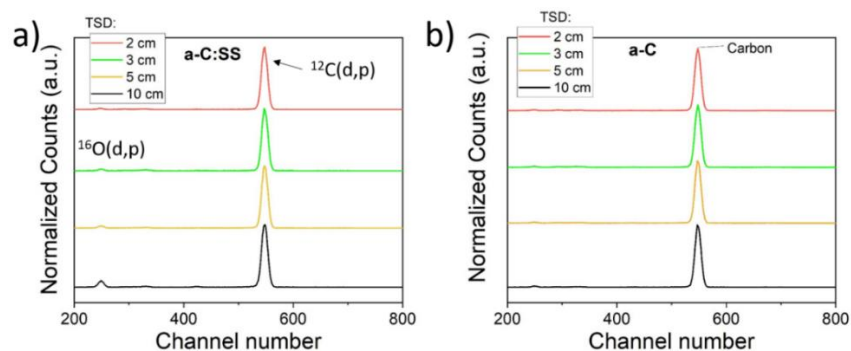 a)
Normalized Counts (a.u.)
TSD:
2 cm
3 cm
5 cm
10 cm
a-C:SS
¹²C(d,p)
¹⁶O(d,p)
200 400 600 800
Channel number
b)
Normalized Counts (a.u.)
TSD:
2 cm
3 cm
5 cm
10 cm
a-C
Carbon
200 400 600 800
Channel number